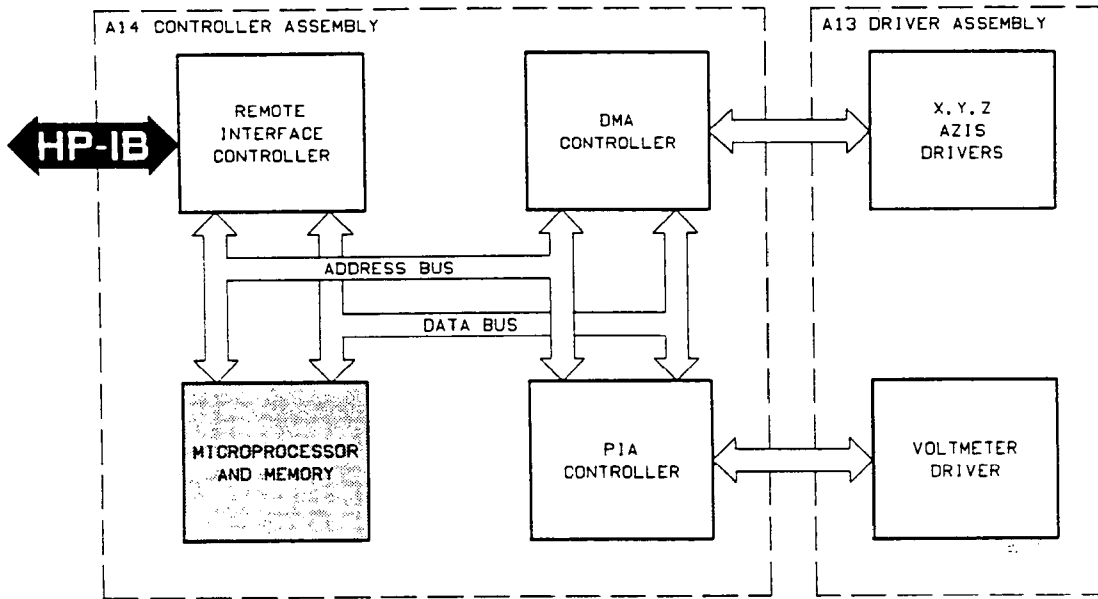 A14 CONTROLLER ASSEMBLY
A13 DRIVER ASSEMBLY
HP-IB
REMOTE
INTERFACE
CONTROLLER
DMA
CONTROLLER
X, Y, Z
AZIS
DRIVERS
ADDRESS BUS
DATA BUS
MICROPROCESSOR
AND MEMORY
PIA
CONTROLLER
VOLTMETER
DRIVER